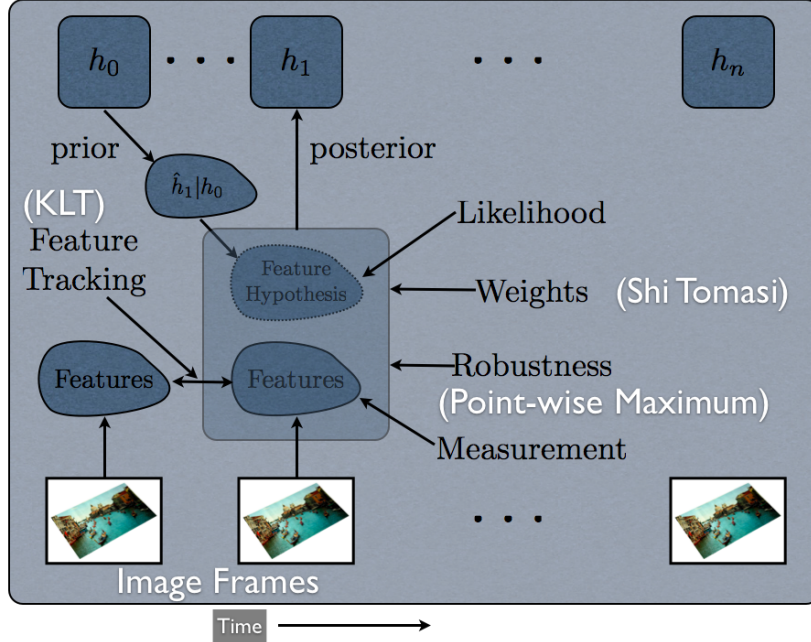 h₀ . . . h₁ . . . hₙ
prior
posterior
ĥ₁|h₀
(KLT)
Feature
Tracking
Likelihood
Feature
Hypothesis
Weights (Shi Tomasi)
Features
Features
Robustness
(Point-wise Maximum)
Measurement
. . .
Image Frames
Time